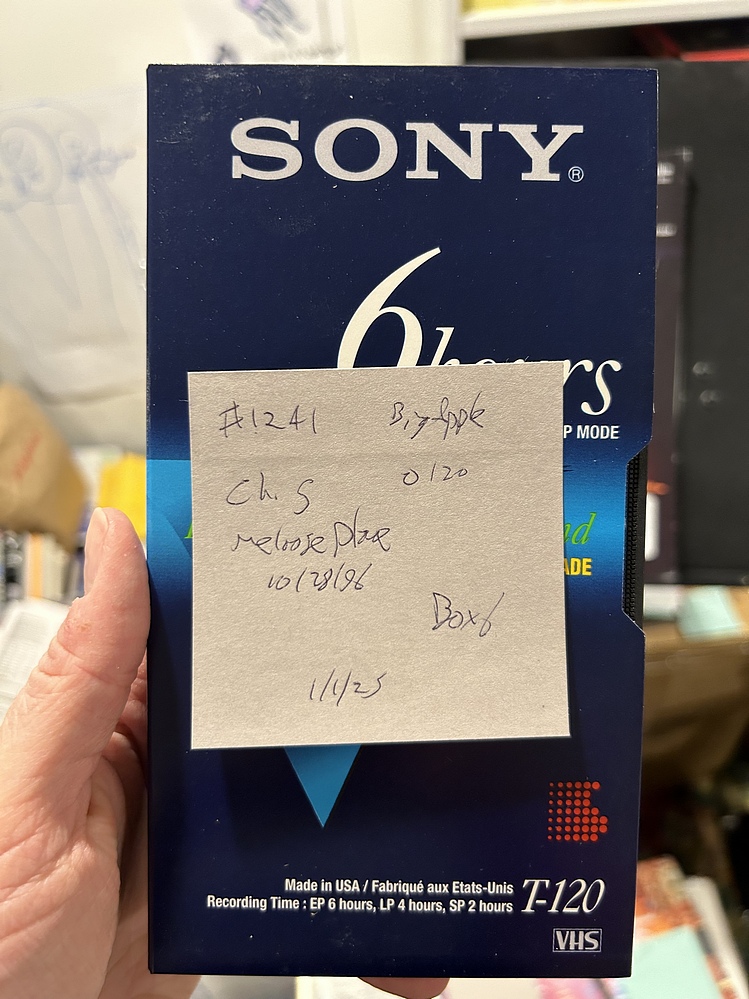 SONY®
6 hours
P MODE
#1241 Big Apple
Ch. 5 0120
nd
Melrose Place
ADE
10/28/96
Box 6
1/1/25
Made in USA / Fabriqué aux Etats-Unis
Recording Time : EP 6 hours, LP 4 hours, SP 2 hours
T-120
VHS